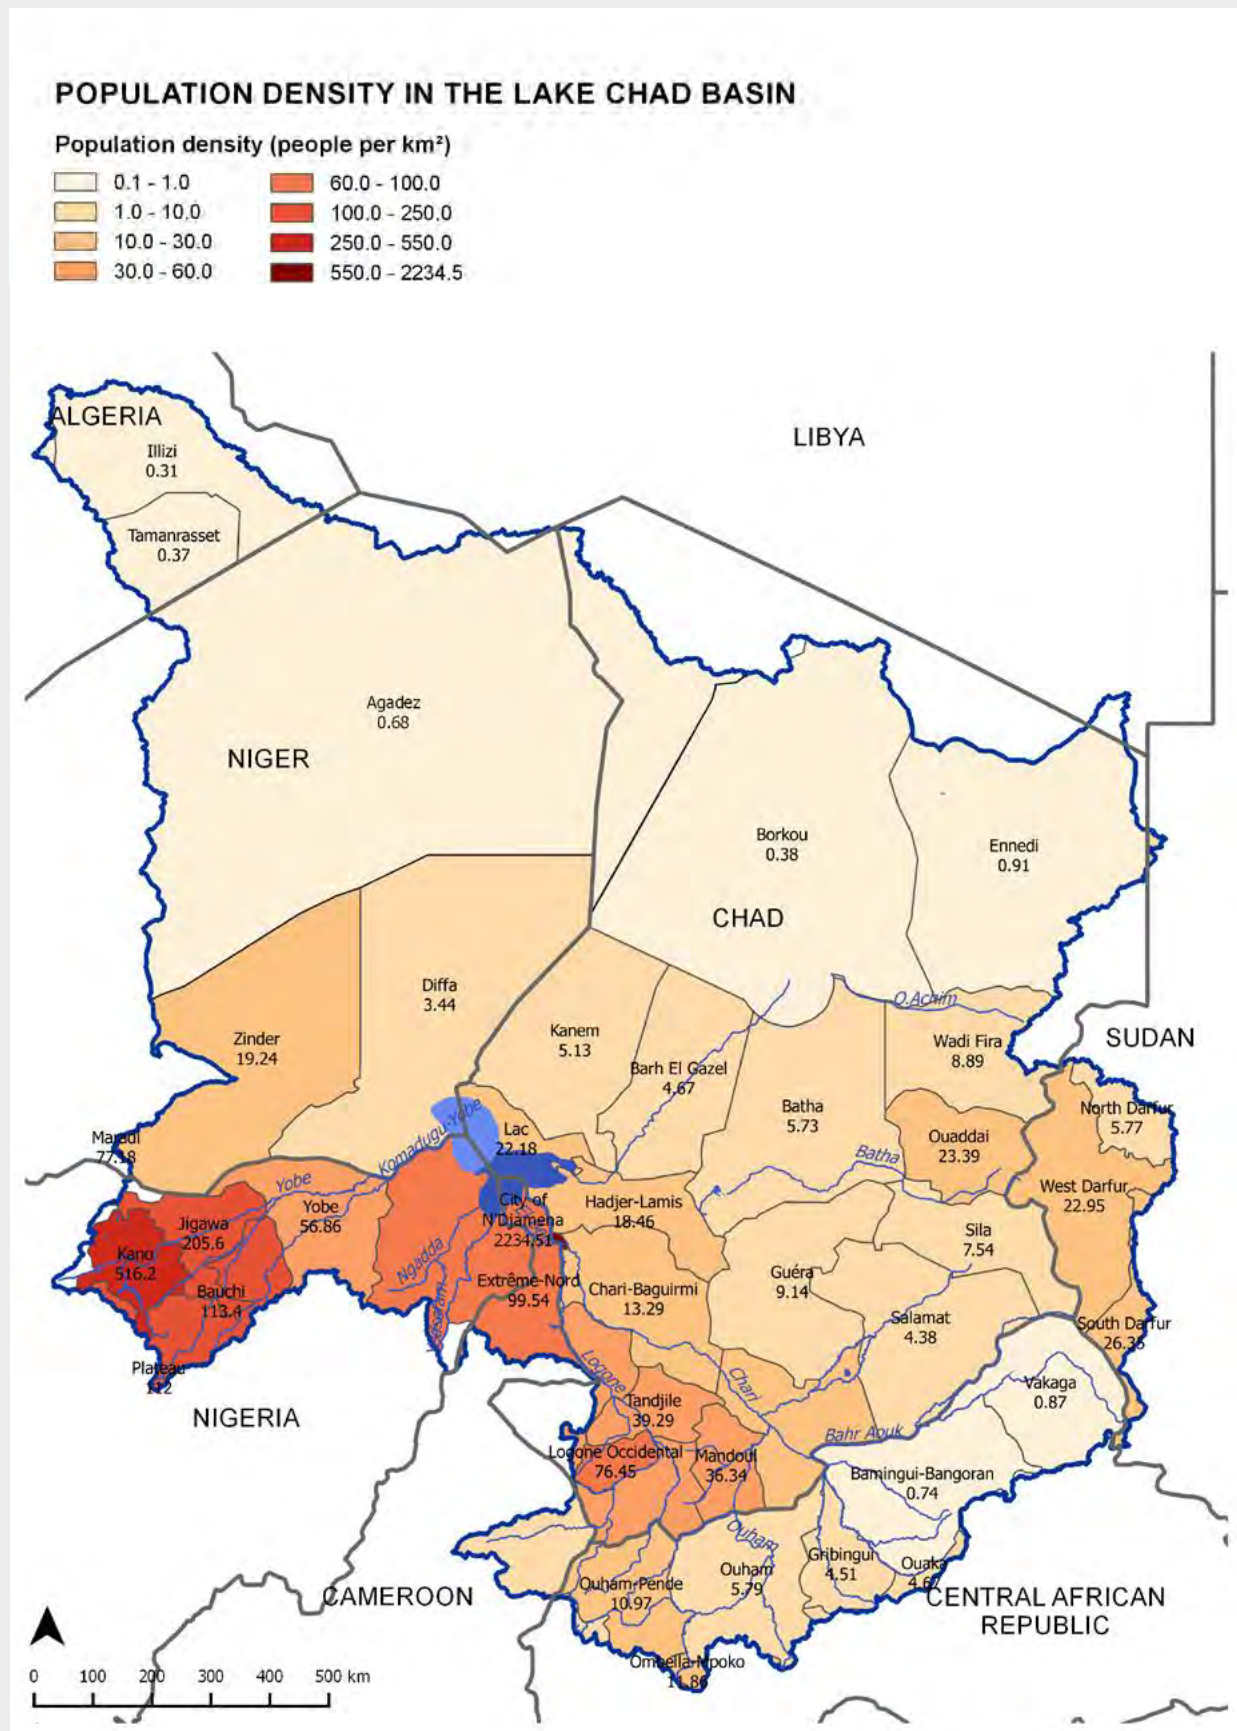 POPULATION DENSITY IN THE LAKE CHAD BASIN
Population density (people per km²)
0.1 - 1.0
1.0 - 10.0
10.0 - 30.0
30.0 - 60.0
60.0 - 100.0
100.0 - 250.0
250.0 - 550.0
550.0 - 2234.5
ALGERIA
LIBYA
Illizi
0.31
Tamanrasset
0.37
Agadez
0.68
NIGER
Borkou
0.38
Ennedi
0.91
CHAD
Diffa
3.44
O.Achim
Zinder
19.24
Kanem
5.13
Wadi Fira
8.89
SUDAN
Barh El Gazel
4.67
Batha
5.73
North Darfur
5.77
Komadugu-Yobe
Lac
22.18
Ouaddai
23.39
Maradi
77.18
Batha
Yobe
West Darfur
22.95
Yobe
56.86
City of
N'Djamena
2234.51
Hadjer-Lamis
18.46
Jigawa
205.6
Sila
7.54
Kano
516.2
Ngadda
Guéra
9.14
Bauchi
113.4
Extrême-Nord
99.54
Chari-Baguirmi
13.29
Salamat
4.38
South Darfur
26.35
Plateau
112
Logone
Chari
Vakaga
0.87
NIGERIA
Tandjile
39.29
Bahr Aouk
Logone Occidental
76.45
Mandoul
36.34
Bamingui-Bangoran
0.74
Ouham
Ouham
5.79
Gribingui
4.51
Ouaka
4.67
Ouham-Pende
10.97
CAMEROON
CENTRAL AFRICAN
REPUBLIC
Ombella-Mpoko
11.86
0 100 200 300 400 500 km